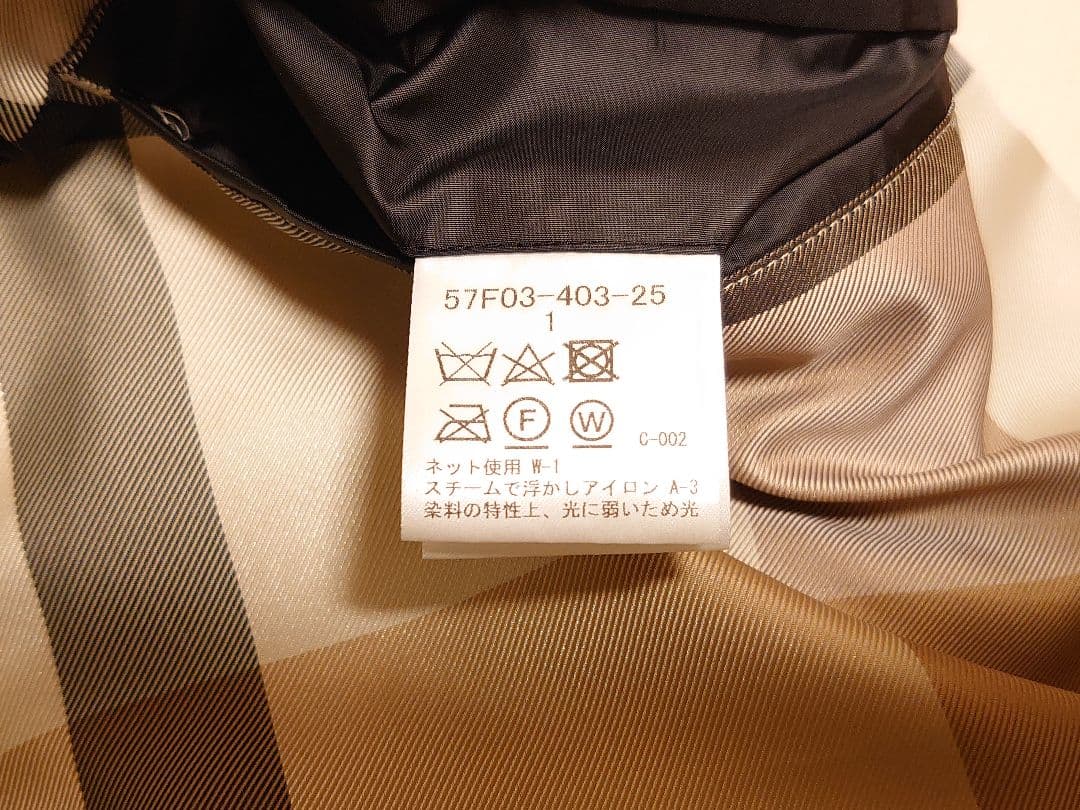 57F03-403-25
1
F W C-002
ネット使用 W-1
スチームで浮かしアイロン A-3
染料の特性上、光に弱いため光